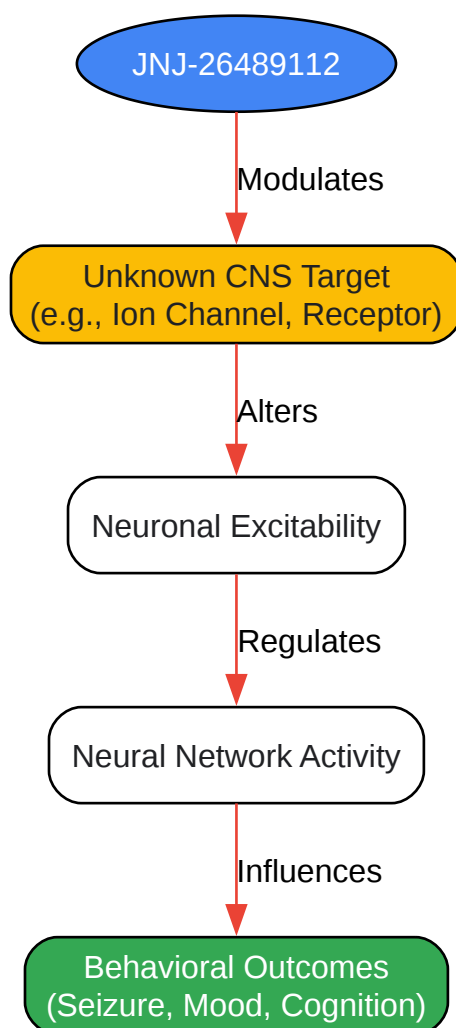 JNJ-26489112
Modulates
Unknown CNS Target
(e.g., Ion Channel, Receptor)
Alters
Neuronal Excitability
Regulates
Neural Network Activity
Influences
Behavioral Outcomes
(Seizure, Mood, Cognition)